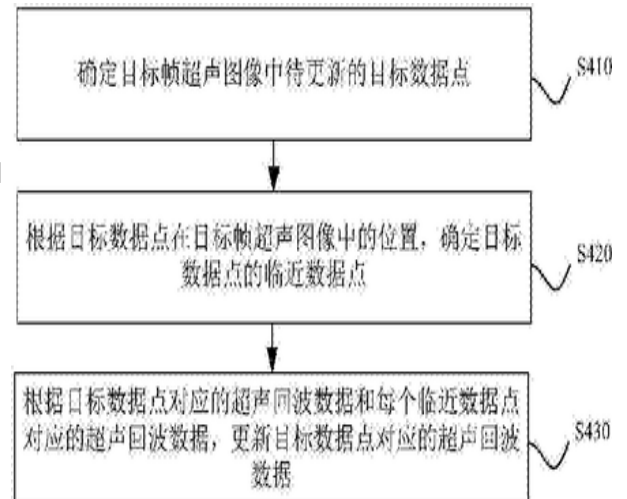 确定目标帧超声图像中待更新的目标数据点
S410
根据目标数据点在目标帧超声图像中的位置，确定目标
数据点的临近数据点
S420
根据目标数据点对应的超声回波数据和每个临近数据点
对应的超声回波数据，更新目标数据点对应的超声回波
数据
S430